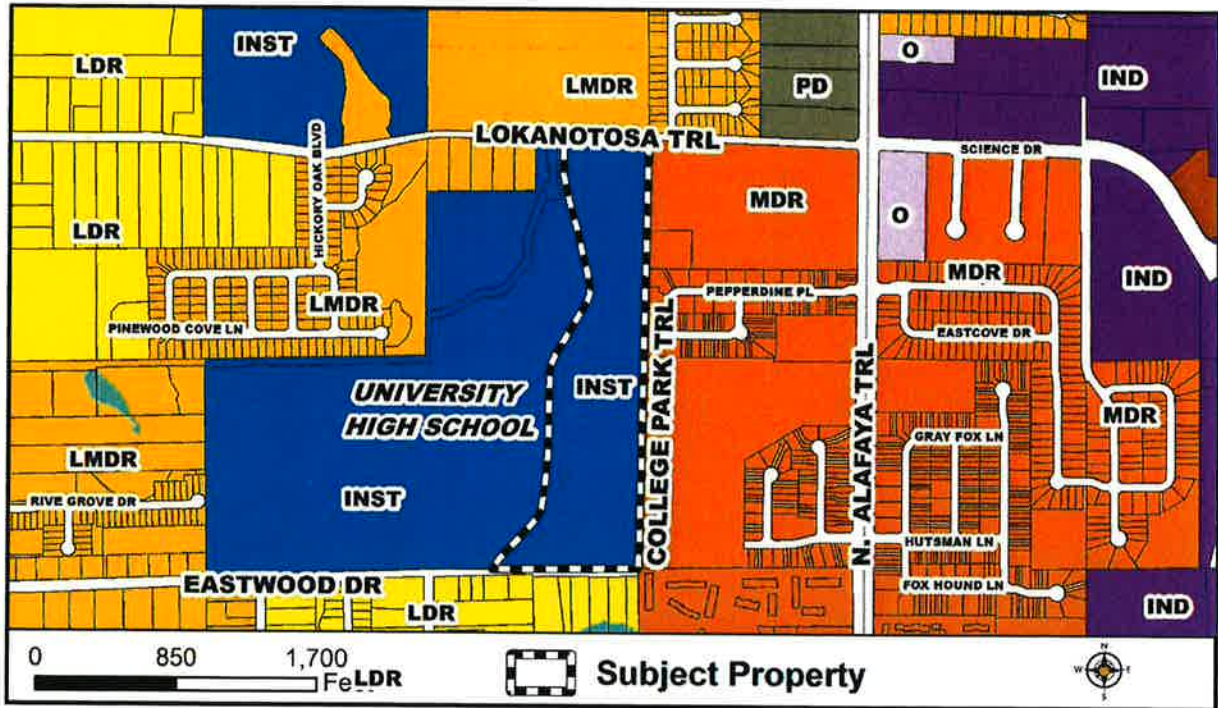 INST
O
LDR
LMDR
PD
IND
LOKANOTOSA TRL
SCIENCE DR
HICKORY OAK BLVD
MDR
O
LDR
MDR
IND
LMDR
PEPPERDINE PL
PINEWOOD COVE LN
EASTCOVE DR
COLLEGE PARK TRL
N. ALAFAYA TRL
UNIVERSITY
HIGH SCHOOL
INST
MDR
GRAY FOX LN
LMDR
INST
RIVE GROVE DR
HUTSMAN LN
EASTWOOD DR
FOX HOUND LN
LDR
IND
0 850 1,700
Fe LDR
Subject Property
N
W E
S